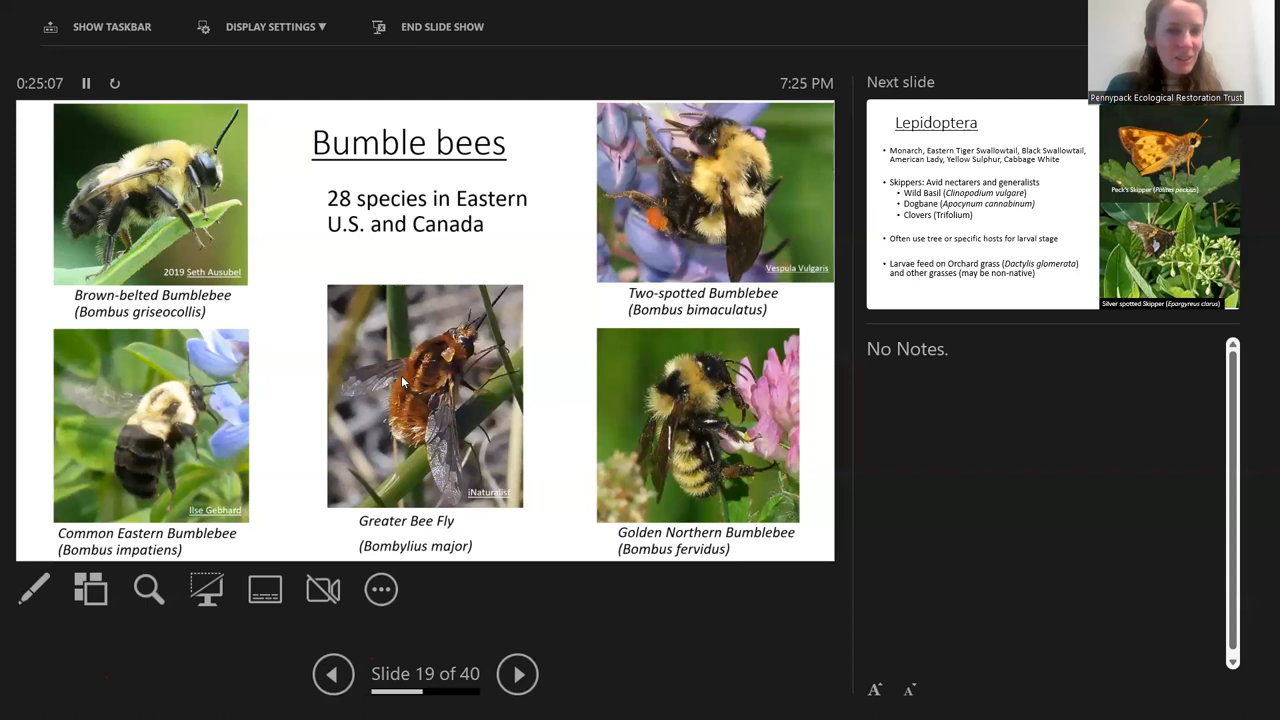 SHOW TASKBAR
DISPLAY SETTINGS ▼
END SLIDE SHOW
0:25:07
7:25 PM
Bumble bees
28 species in Eastern
U.S. and Canada
2019 Seth Ausubel
Brown-belted Bumblebee
(Bombus griseocollis)
Vespula Vulgaris
Two-spotted Bumblebee
(Bombus bimaculatus)
Ilse Gebhard
Common Eastern Bumblebee
(Bombus impatiens)
iNaturalist
Greater Bee Fly
(Bombylius major)
Golden Northern Bumblebee
(Bombus fervidus)
Slide 19 of 40
Pennypack Ecological Restoration Trust
Next slide
Lepidoptera
• Monarch, Eastern Tiger Swallowtail, Black Swallowtail,
American Lady, Yellow Sulphur, Cabbage White
• Skippers: Avid nectarers and generalists
• Wild Basil (Clinopodium vulgare)
• Dogbane (Apocynum cannabinum)
• Clovers (Trifolium)
• Often use tree or specific hosts for larval stage
• Larvae feed on Orchard grass (Dactylis glomerata)
and other grasses (may be non-native)
Peck's Skipper (Polites peckius)
Silver spotted Skipper (Epargyreus clarus)
No Notes.
A
A